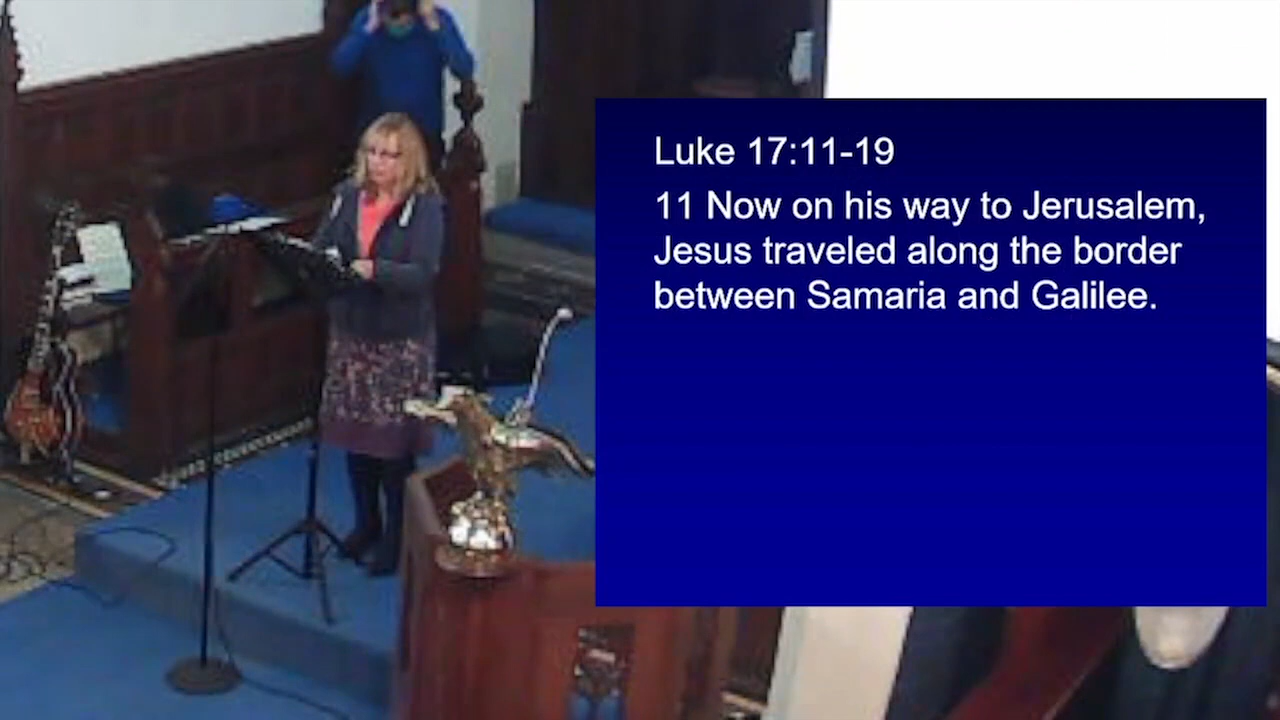 Luke 17:11-19
11 Now on his way to Jerusalem,
Jesus traveled along the border
between Samaria and Galilee.